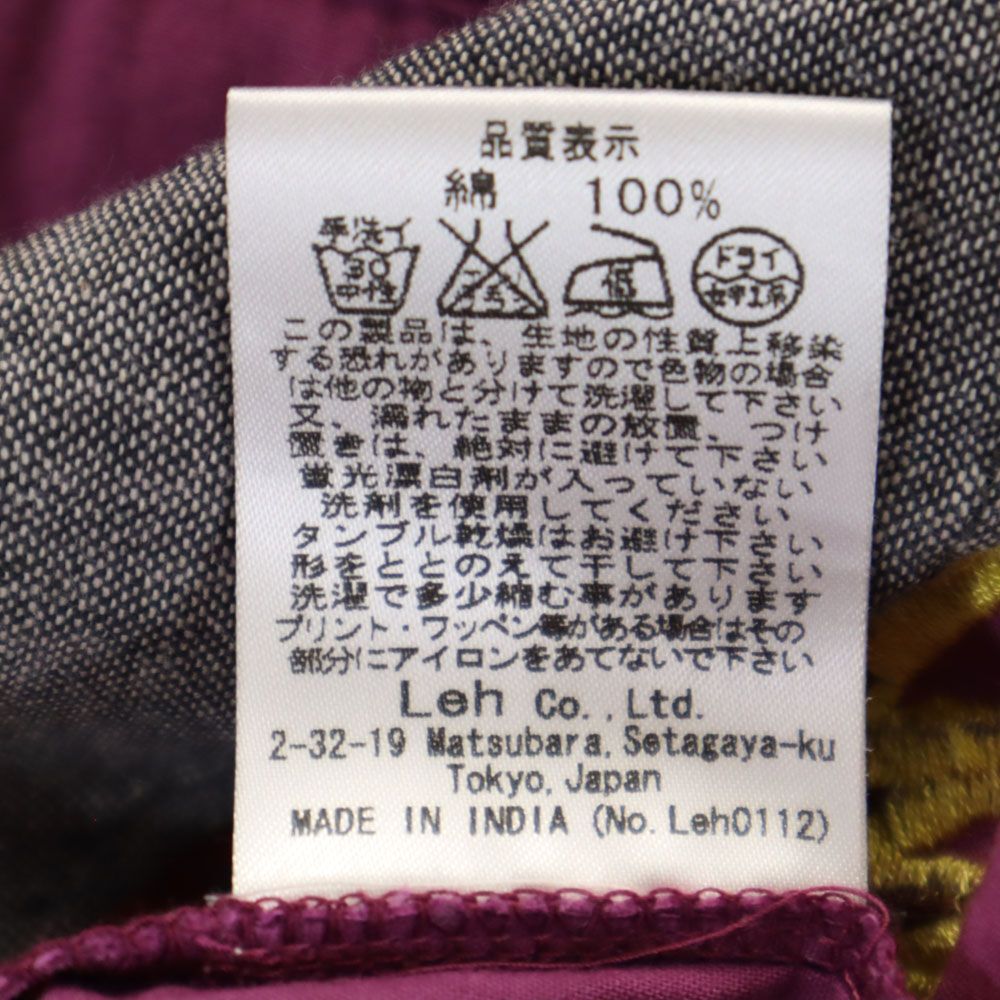 品質表示
綿 100%
手洗イ
30 中性
低
ドライ
この製品は、生地の性質上移染
する恐れがありますので色物の場合
は他の物と分けて洗濯して下さい
又、濡れたままの放置、つけ
置きは、絶対に避けて下さい
蛍光漂白剤が入っていない
洗剤を使用してください
タンブル乾燥はお避け下さい
形をととのえて干して下さい
洗濯で多少縮む事があります
プリント・ワッペン等がある場合はその
部分にアイロンをあてないで下さい
Leh Co.,Ltd.
2-32-19 Matsubara,Setagaya-ku
Tokyo,Japan
MADE IN INDIA (No.Leh0112)